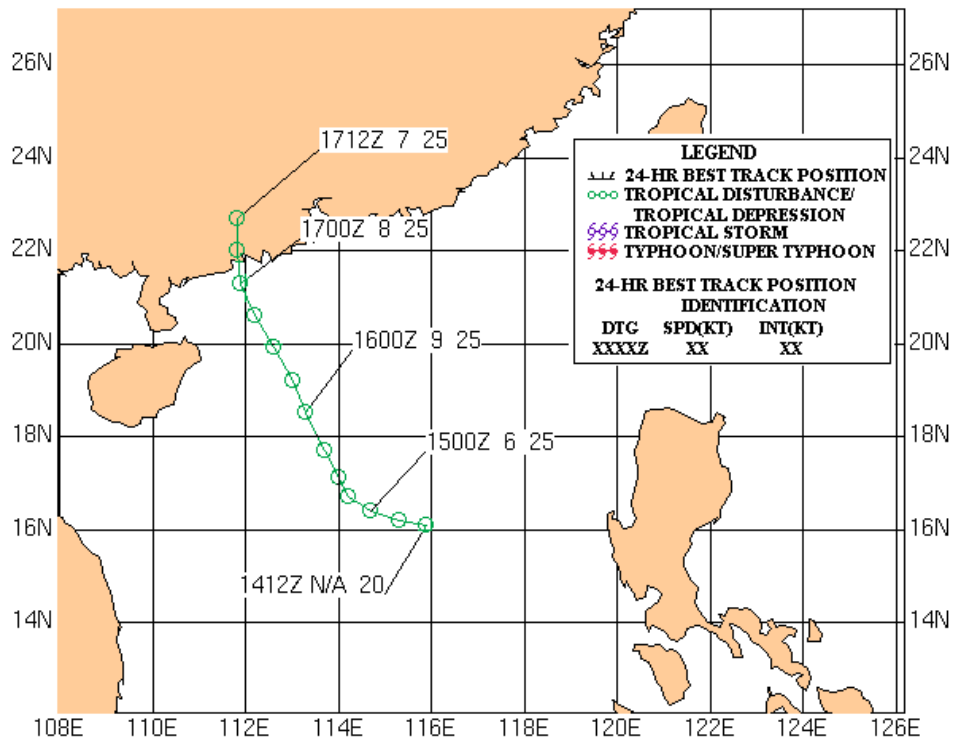 26N
26N
1712Z 7 25
24N
24N
LEGEND
24-HR BEST TRACK POSITION
TROPICAL DISTURBANCE/
TROPICAL DEPRESSION
TROPICAL STORM
TYPHOON/SUPER TYPHOON
24-HR BEST TRACK POSITION
IDENTIFICATION
DTG SPD(KT) INT(KT)
XXXXZ XX XX
1700Z 8 25
22N
22N
1600Z 9 25
20N
20N
18N
18N
1500Z 6 25
16N
16N
1412Z N/A 20
14N
14N
108E 110E 112E 114E 116E 118E 120E 122E 124E 126E